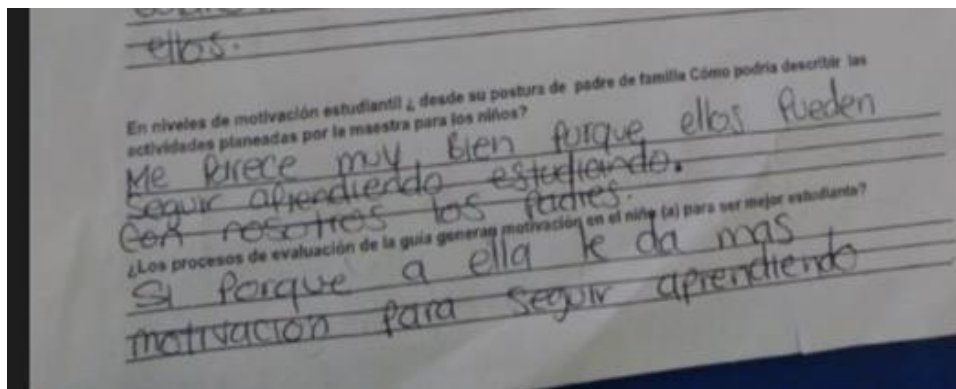 ellos.
En niveles de motivación estudiantil ¿ desde su postura de padre de familia Cómo podría describir las
actividades planeadas por la maestra para los niños?
Me Parece muy Bien porque ellos Pueden
seguir aprendiendo estudiando.
Con nosotros los padres.
¿Los procesos de evaluación de la guía generan motivación en el niño (a) para ser mejor estudiante?
Si Porque a ella le da mas
motivación para seguir aprendiendo